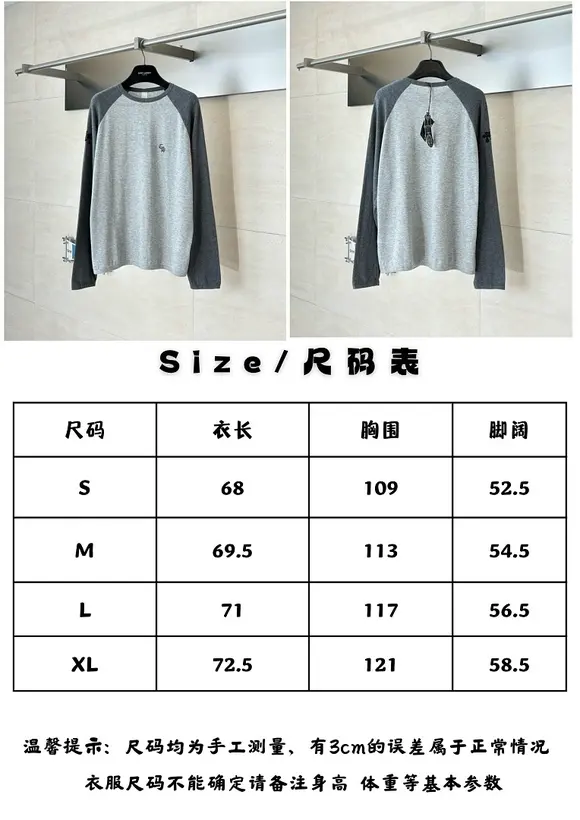 Size/尺码表
尺码 衣长 胸围 脚阔
S 68 109 52.5
M 69.5 113 54.5
L 71 117 56.5
XL 72.5 121 58.5
温馨提示: 尺码均为手工测量、有3cm的误差属于正常情况
衣服尺码不能确定请备注身高 体重等基本参数